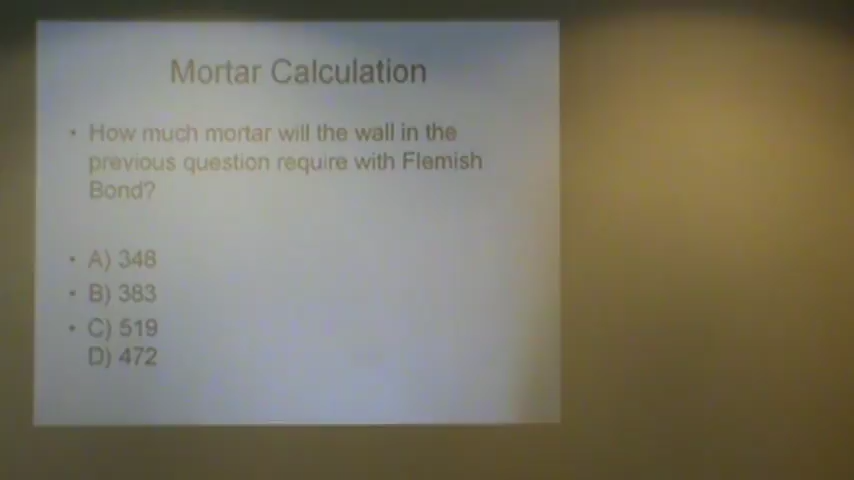 Mortar Calculation
• How much mortar will the wall in the
previous question require with Flemish
Bond?
• A) 348
• B) 383
• C) 519
D) 472